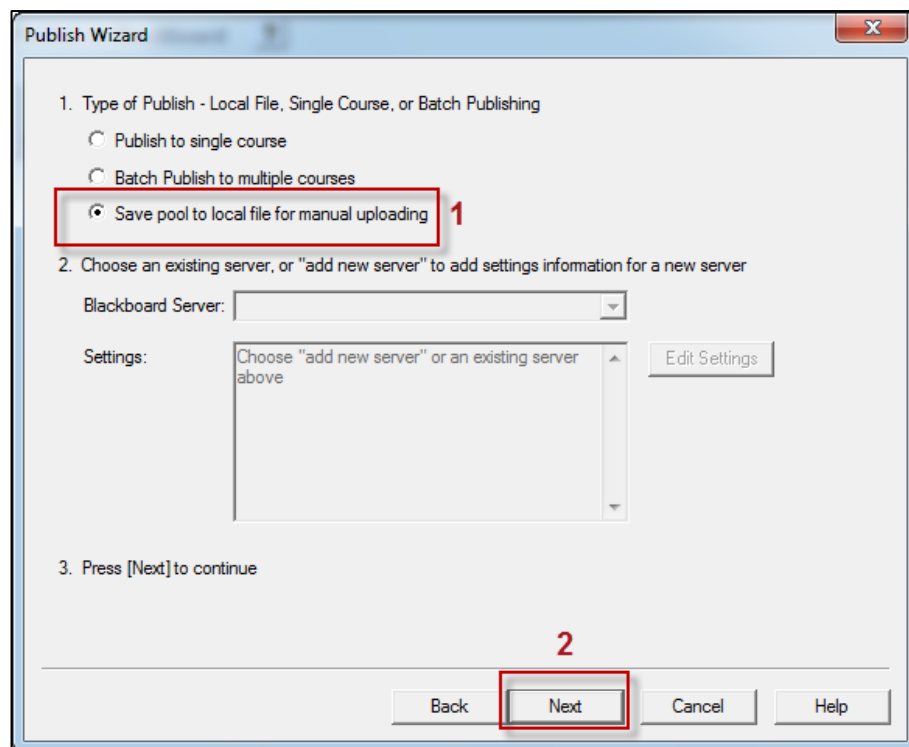 Publish Wizard
X
1. Type of Publish - Local File, Single Course, or Batch Publishing
Publish to single course
Batch Publish to multiple courses
Save pool to local file for manual uploading 1
2. Choose an existing server, or "add new server" to add settings information for a new server
Blackboard Server:
Settings: Choose "add new server" or an existing server Edit Settings
above
3. Press [Next] to continue
2
Back Next Cancel Help